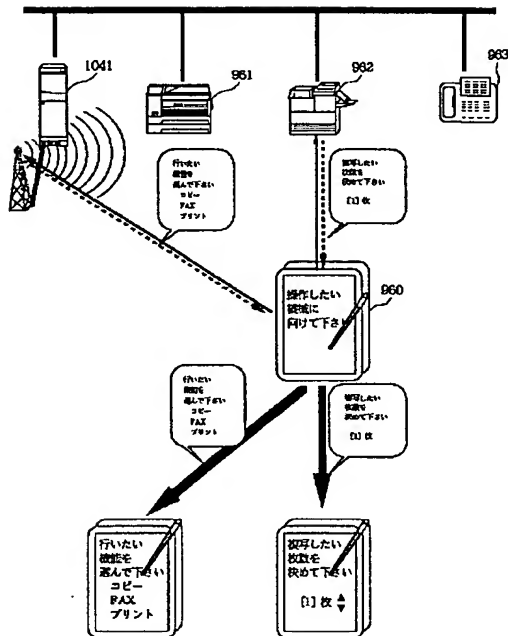 1041
951
952
953
行いたい
機能を
選んで下さい
コピー
FAX
プリント
複写したい
枚数を
決めて下さい
[1] 枚
操作したい
機械に
向けて下さい
960
行いたい
機能を
選んで下さい
コピー
FAX
プリント
複写したい
枚数を
決めて下さい
[1] 枚
行いたい
機能を
選んで下さい
コピー
FAX
プリント
複写したい
枚数を
決めて下さい
[1] 枚